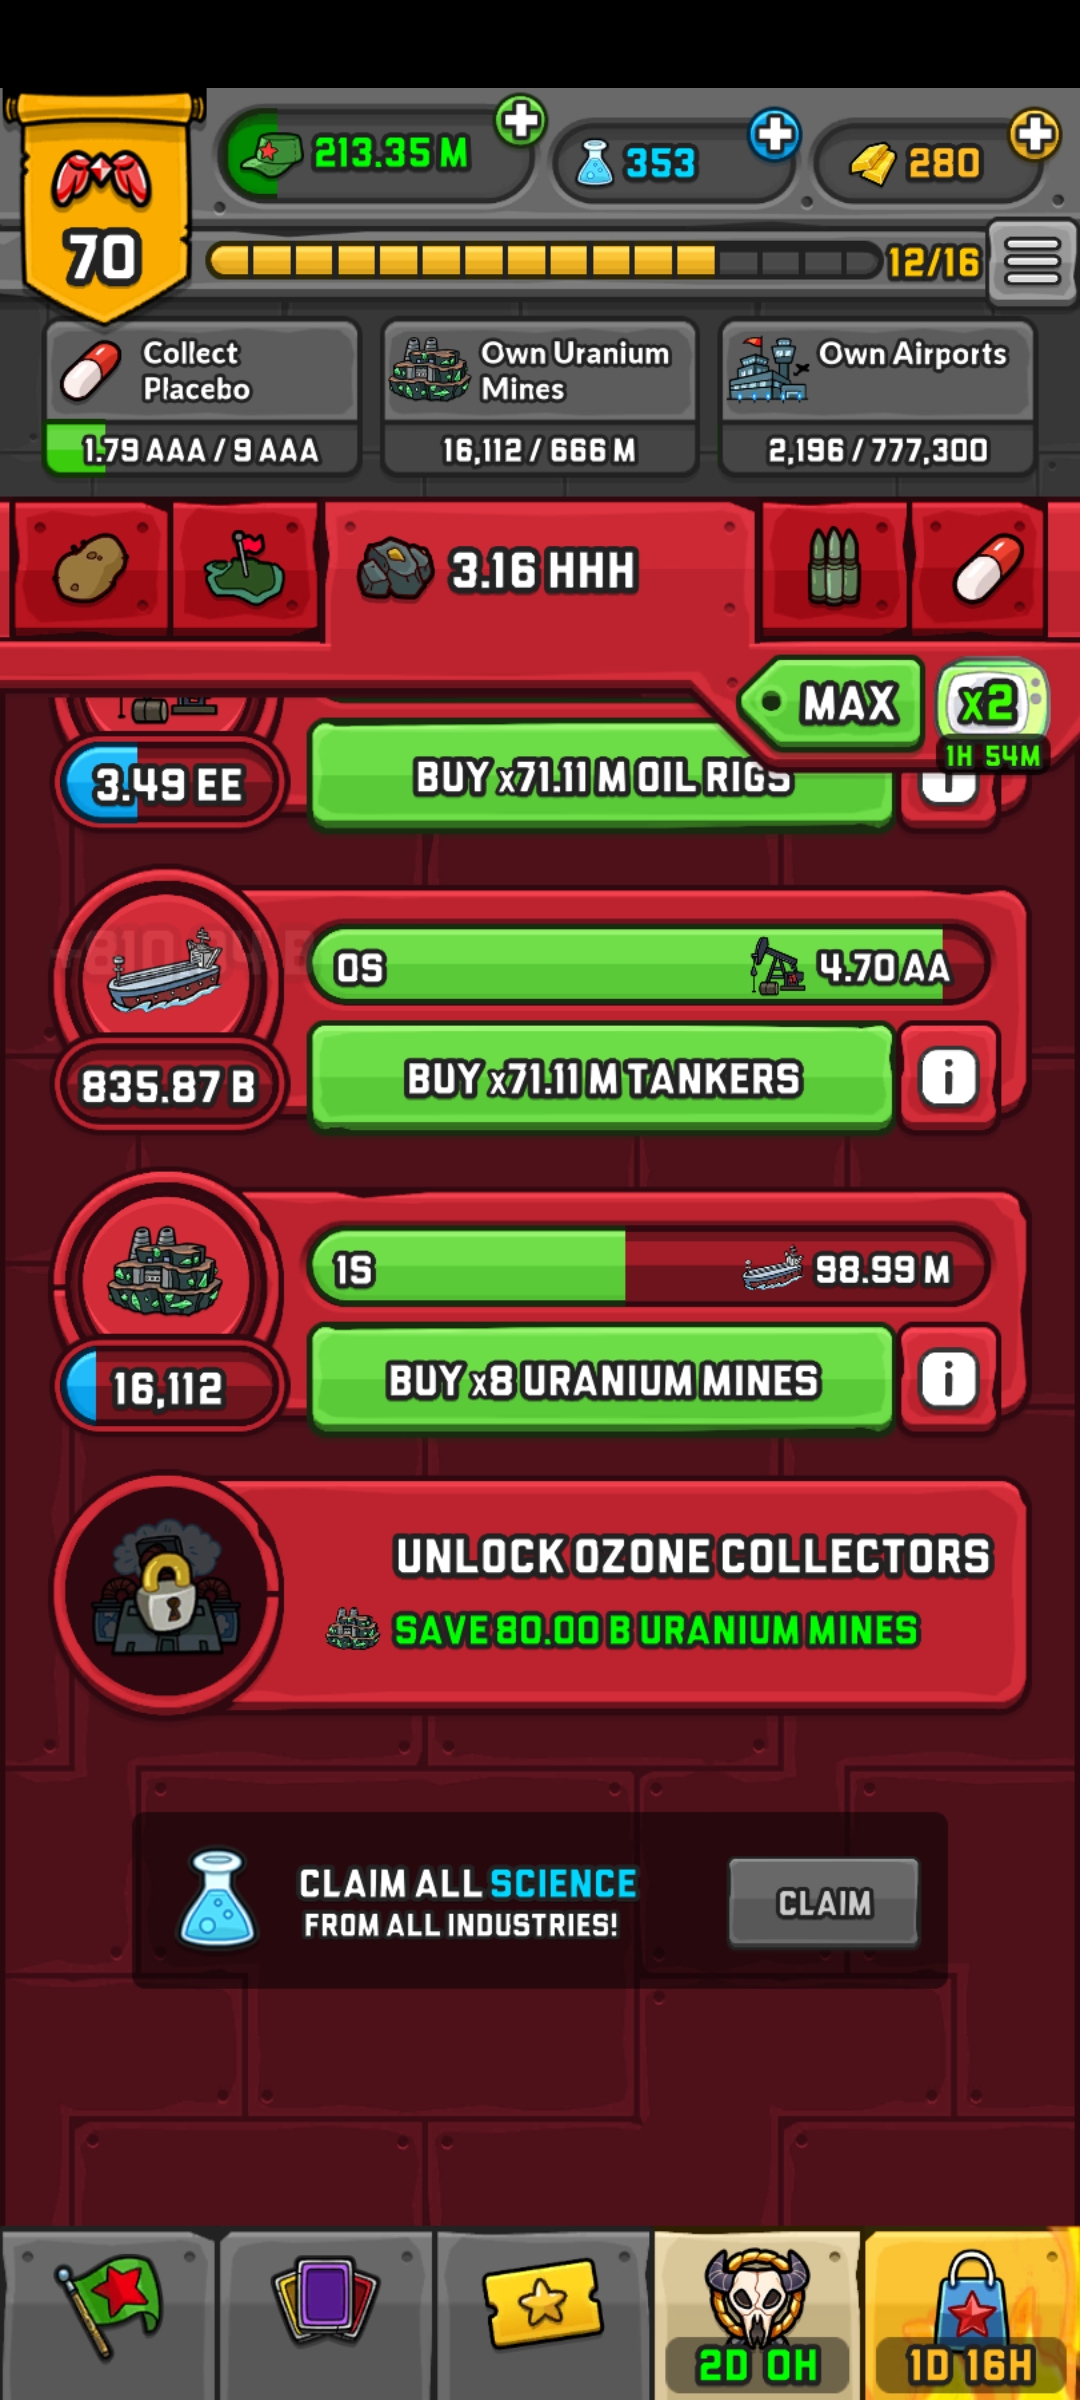 213.35 M
353
280
70
12/16
Collect
Placebo
Own Uranium
Mines
Own Airports
1.79 AAA / 9 AAA
16,112 / 666 M
2,196 / 777,300
3.16 HHH
MAX
x2
1H 54M
3.49 EE
BUY x71.11 M OIL RIGS
0S
4.70 AA
835.87 B
BUY x71.11 M TANKERS
1S
98.99 M
16,112
BUY x8 URANIUM MINES
UNLOCK OZONE COLLECTORS
SAVE 80.00 B URANIUM MINES
CLAIM ALL SCIENCE
FROM ALL INDUSTRIES!
CLAIM
2D 0H
1D 16H